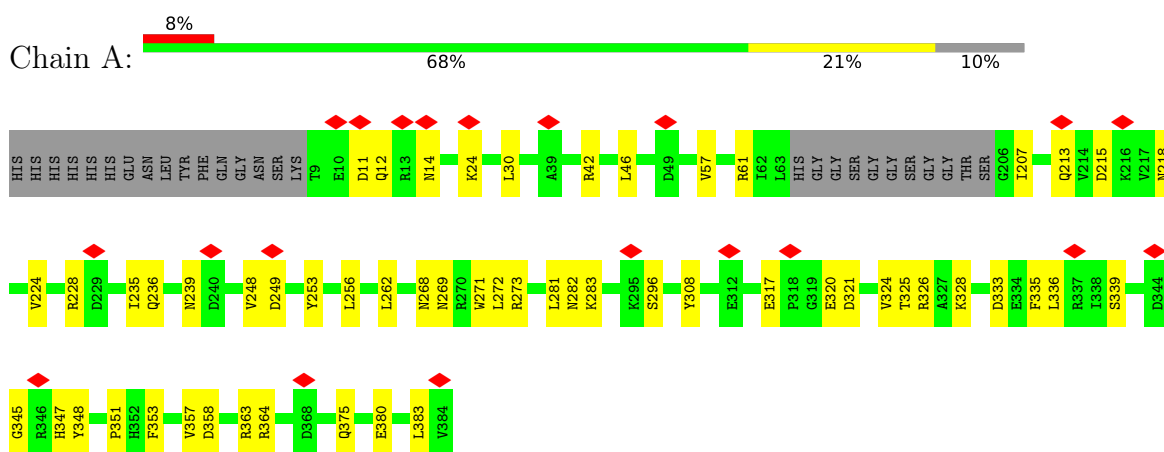 8%
Chain A:
68% 21% 10%
HIS HIS HIS HIS HIS HIS GLU ASN LEU TYR PHE GLN GLY ASN SER LYS T9 E10 D11 Q12 R13 N14 K24 L30 A39 R42 L46 D49 V57 R61 I62 L63 HIS GLY GLY SER GLY GLY SER GLY GLY THR SER G206 I207 Q213 V214 D215 K216 V217 N218
V224 R228 D229 I235 Q236 N239 D240 V248 D249 Y253 L256 L262 N268 N269 R270 W271 L272 R273 L281 N282 K283 K295 S296 Y308 E312 E317 P318 G319 E320 D321 V324 T325 R326 A327 K328 D333 E334 F335 L336 R337 I338 S339 D344
G345 R346 H347 Y348 P351 H352 F353 V357 D358 R363 R364 D368 Q375 E380 L383 V384